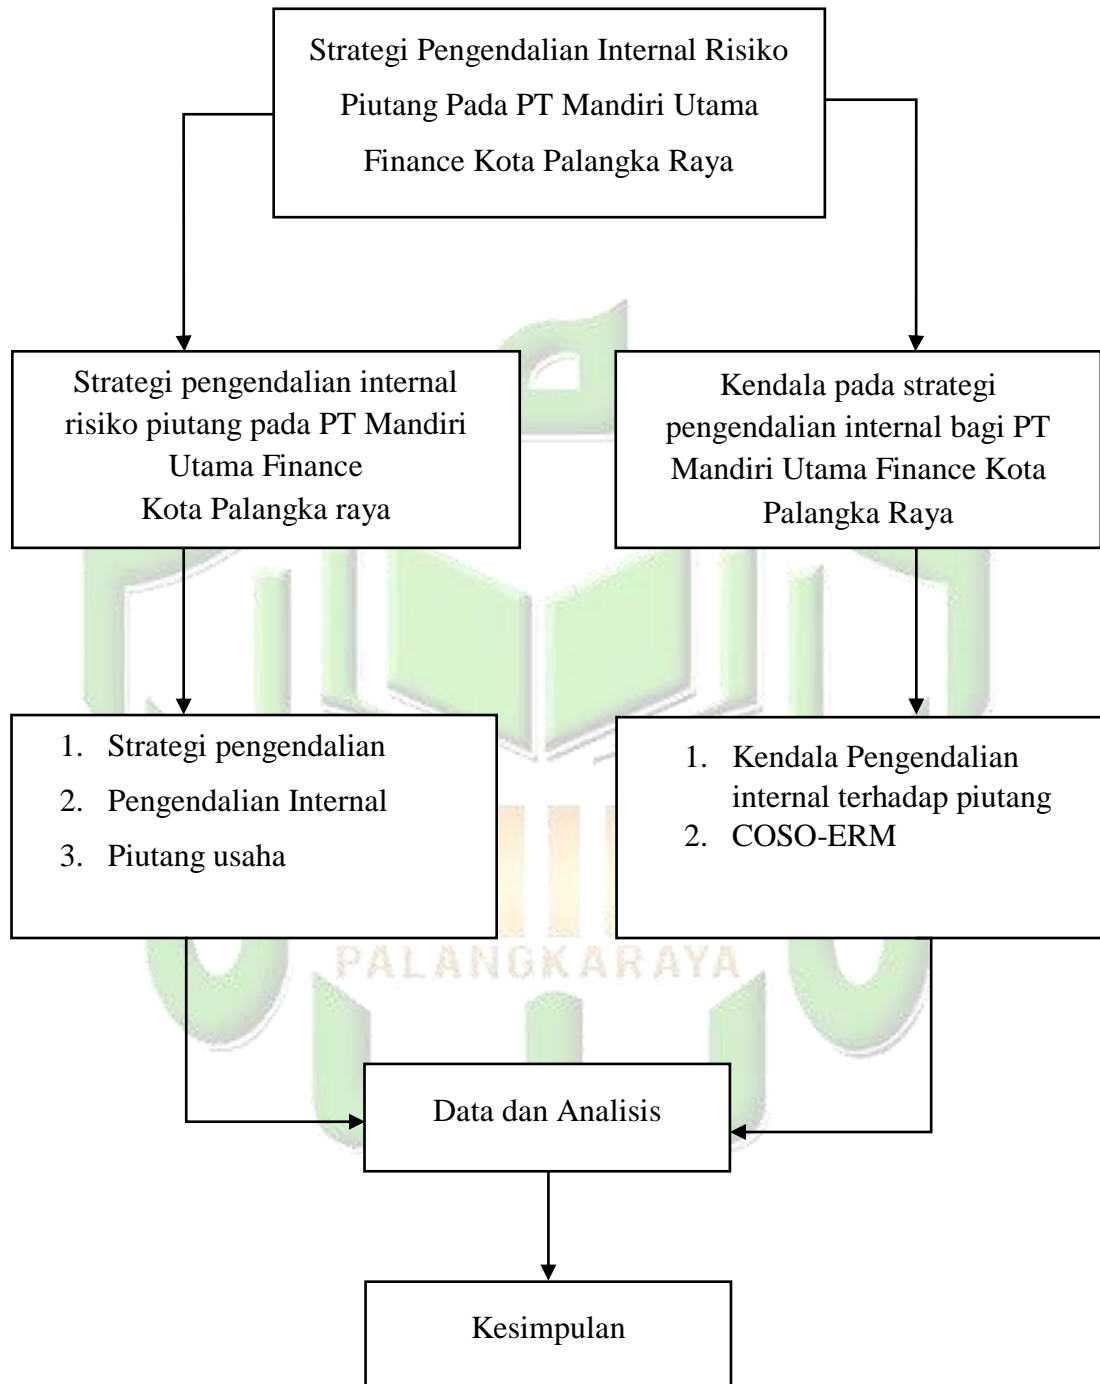 Strategi Pengendalian Internal Risiko
Piutang Pada PT Mandiri Utama
Finance Kota Palangka Raya
Strategi pengendalian internal
risiko piutang pada PT Mandiri
Utama Finance
Kota Palangka raya
Kendala pada strategi
pengendalian internal bagi PT
Mandiri Utama Finance Kota
Palangka Raya
1. Strategi pengendalian
2. Pengendalian Internal
3. Piutang usaha
1. Kendala Pengendalian
internal terhadap piutang
2. COSO-ERM
PALANGKARAYA
Data dan Analisis
Kesimpulan